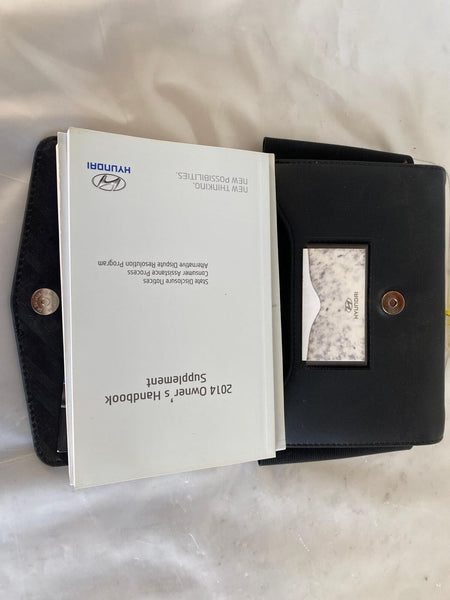 2014 Owner's Handbook
Supplement
State Disclosure Notices
Consumer Assistance Process
Alternative Dispute Resolution Program
NEW THINKING.
NEW POSSIBILITIES.
HYUNDAI
HYUNDAI